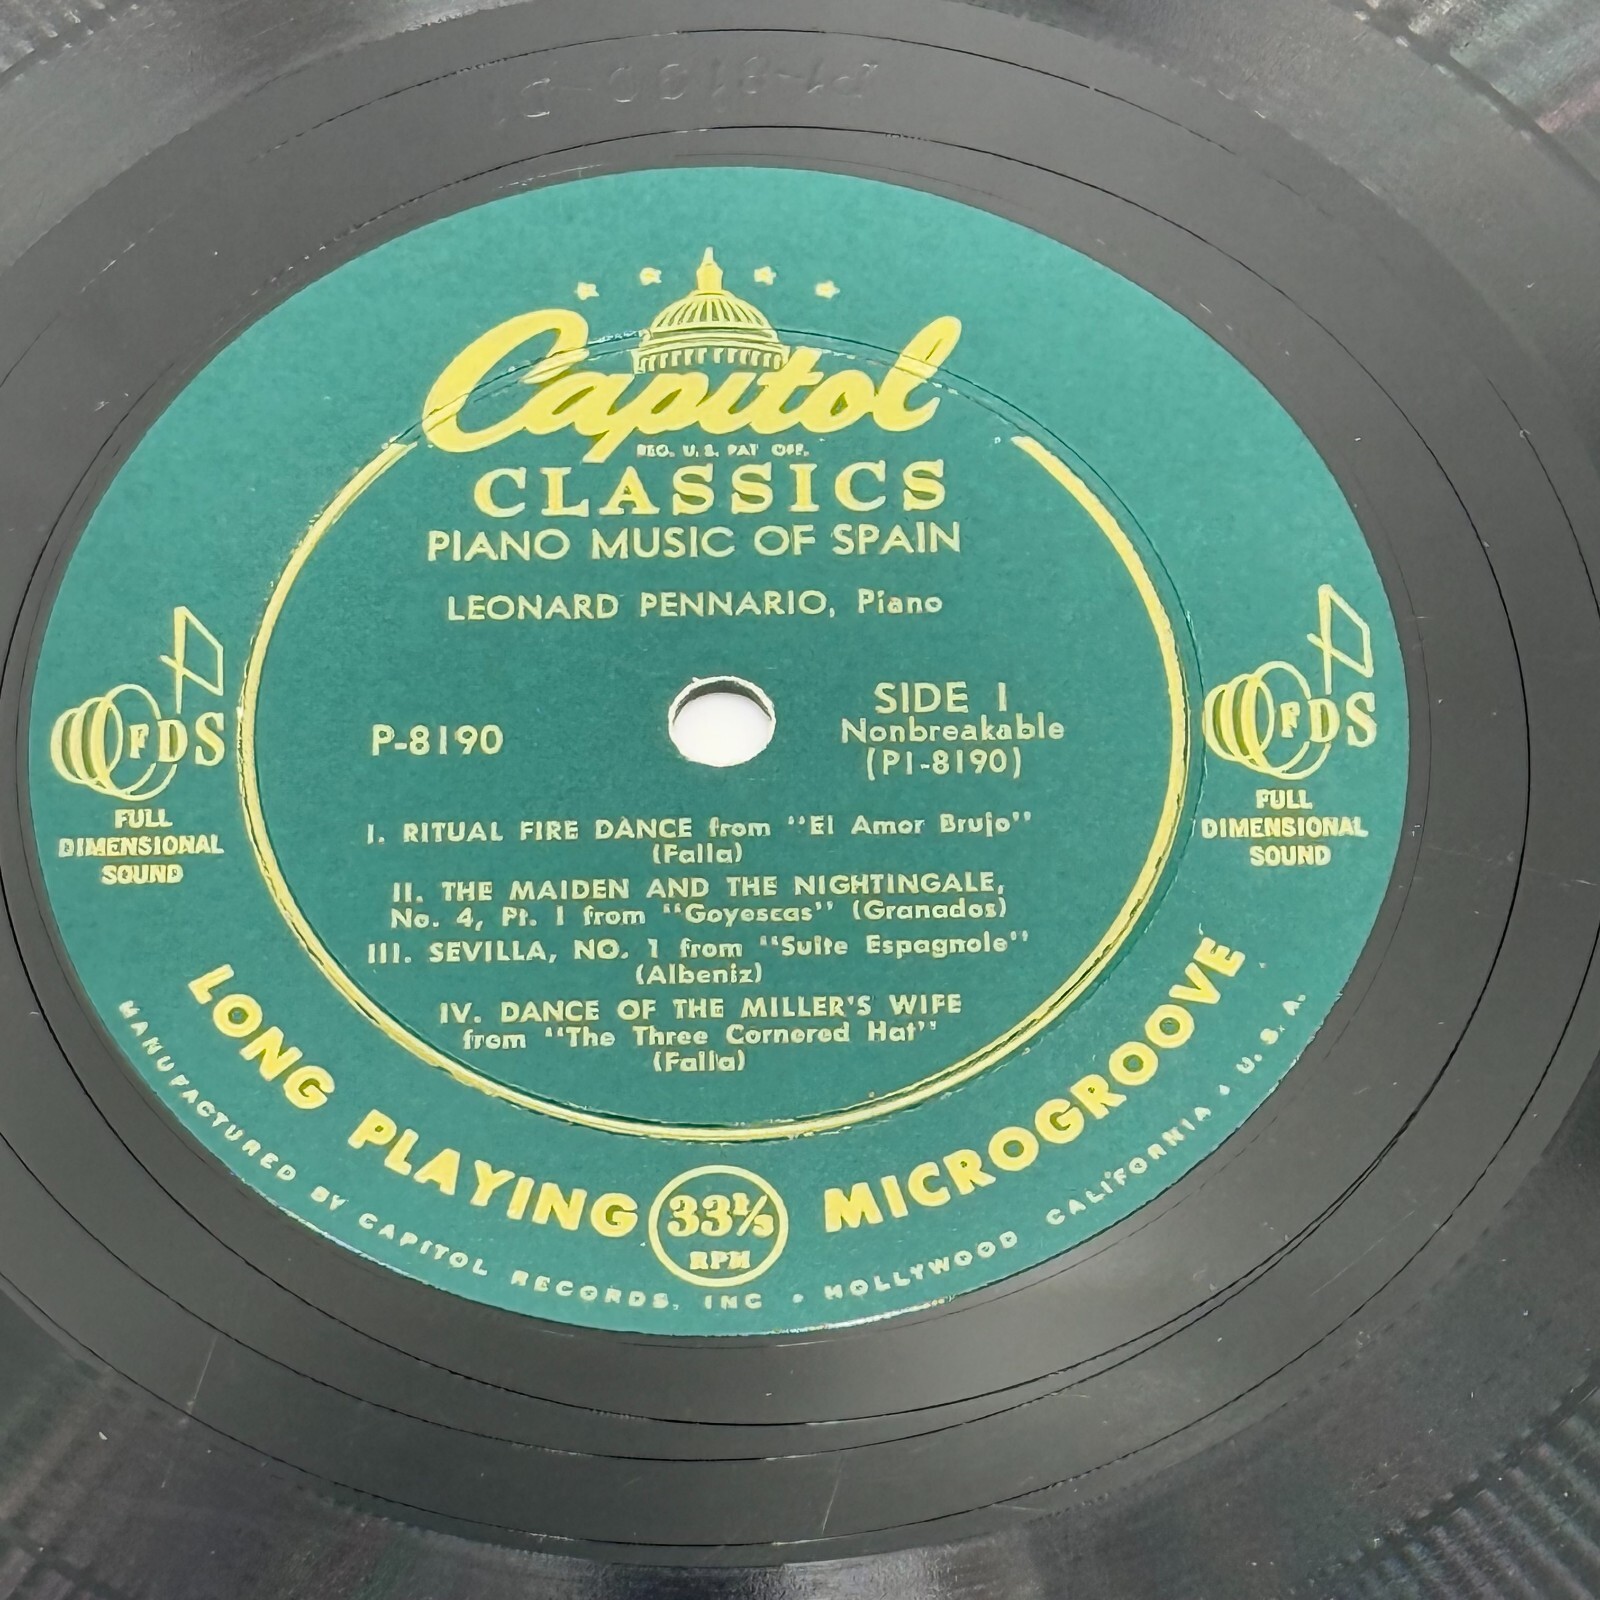 Capitol
REG. U.S. PAT OFF.
CLASSICS
PIANO MUSIC OF SPAIN
LEONARD PENNARIO, Piano
P-8190
SIDE 1
Nonbreakable
(P1-8190)
FDS
FULL
DIMENSIONAL
SOUND
FDS
FULL
DIMENSIONAL
SOUND
I. RITUAL FIRE DANCE from "El Amor Brujo"
(Falla)
II. THE MAIDEN AND THE NIGHTINGALE,
No. 4, Pt. 1 from "Goyescas" (Granados)
III. SEVILLA, NO. 1 from "Suite Espagnole"
(Albeniz)
IV. DANCE OF THE MILLER'S WIFE
from "The Three Cornered Hat"
(Falla)
LONG PLAYING 33⅓ RPM MICROGROOVE
MANUFACTURED BY CAPITOL RECORDS, INC • HOLLYWOOD CALIFORNIA • U.S.A.